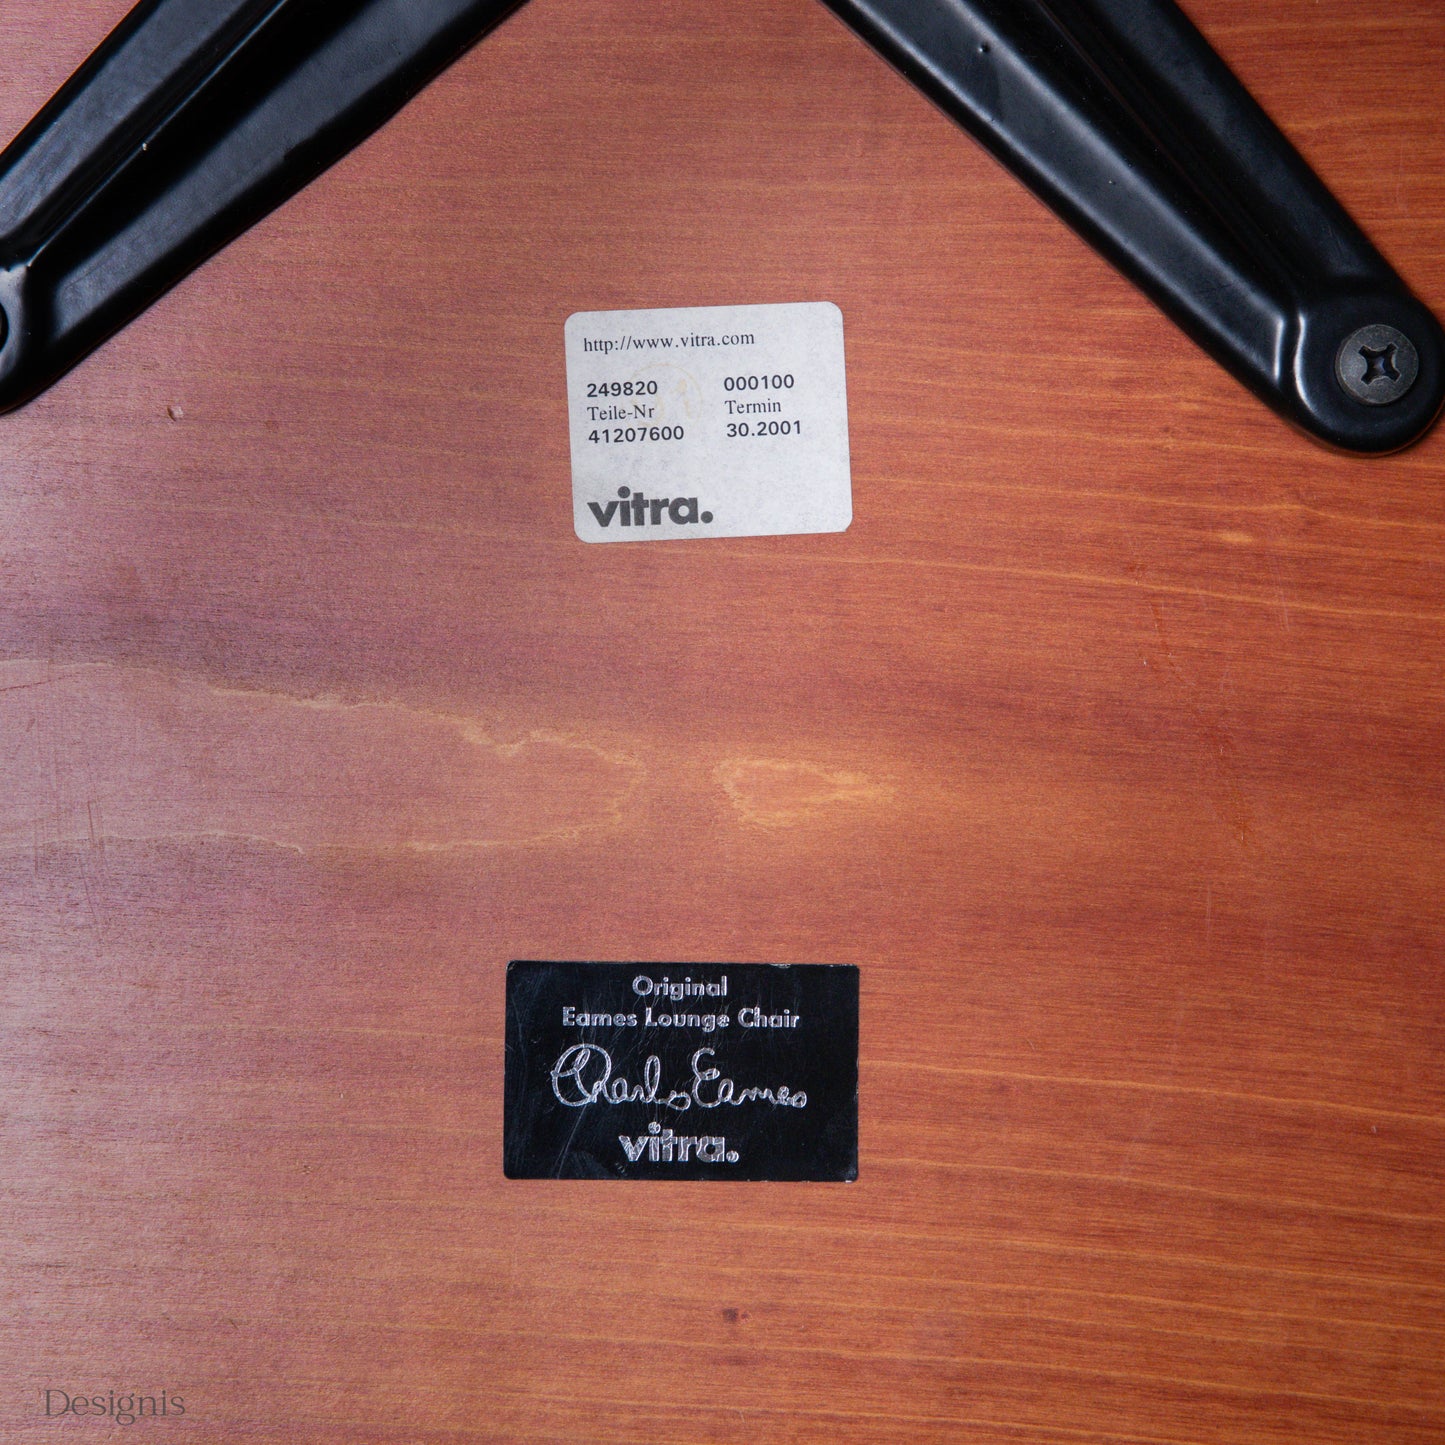 http://www.vitra.com
249820 000100
Teile-Nr Termin
41207600 30.2001
vitra.
Original
Eames Lounge Chair
Charles Eames
vitra.
Designis